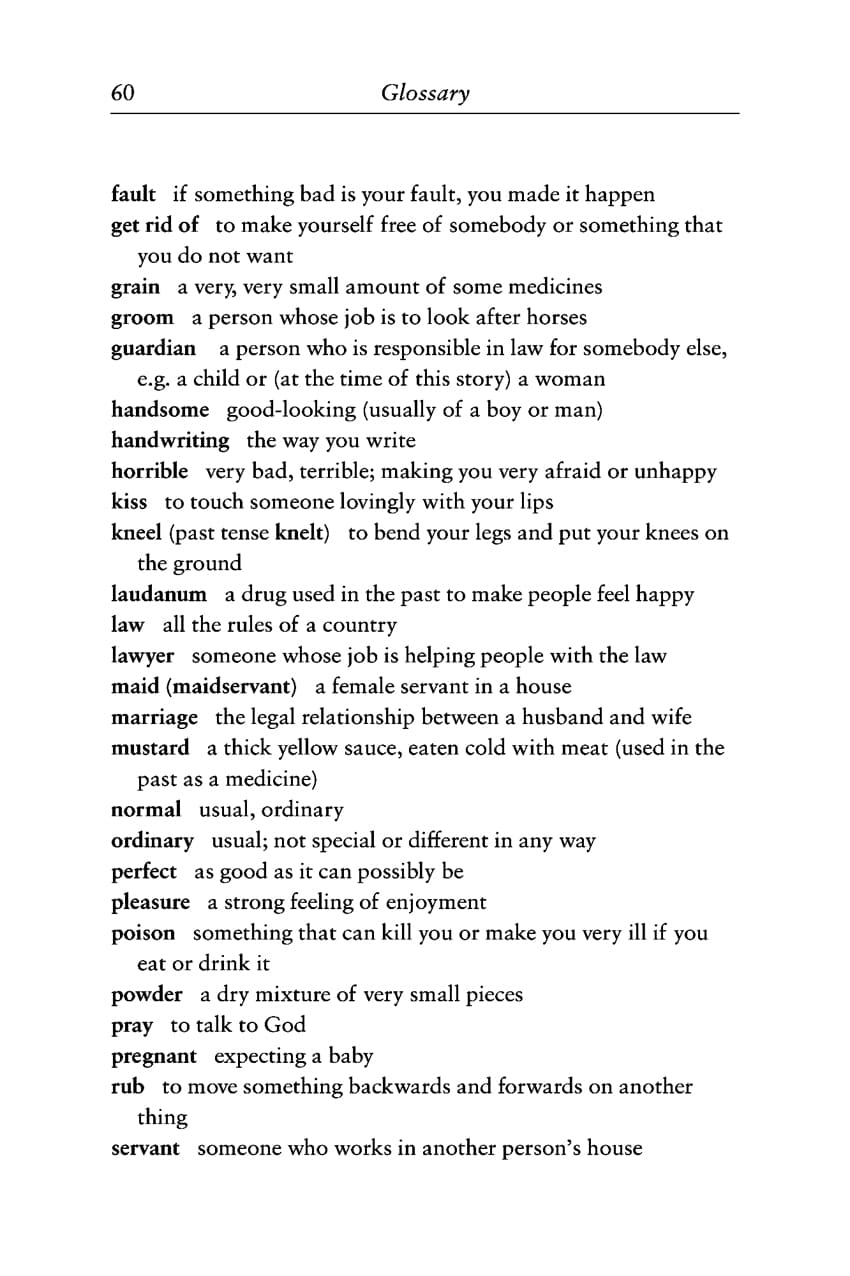 60 Glossary
fault if something bad is your fault, you made it happen
get rid of to make yourself free of somebody or something that
you do not want
grain a very, very small amount of some medicines
groom a person whose job is to look after horses
guardian a person who is responsible in law for somebody else,
e.g. a child or (at the time of this story) a woman
handsome good-looking (usually of a boy or man)
handwriting the way you write
horrible very bad, terrible; making you very afraid or unhappy
kiss to touch someone lovingly with your lips
kneel (past tense knelt) to bend your legs and put your knees on
the ground
laudanum a drug used in the past to make people feel happy
law all the rules of a country
lawyer someone whose job is helping people with the law
maid (maidservant) a female servant in a house
marriage the legal relationship between a husband and wife
mustard a thick yellow sauce, eaten cold with meat (used in the
past as a medicine)
normal usual, ordinary
ordinary usual; not special or different in any way
perfect as good as it can possibly be
pleasure a strong feeling of enjoyment
poison something that can kill you or make you very ill if you
eat or drink it
powder a dry mixture of very small pieces
pray to talk to God
pregnant expecting a baby
rub to move something backwards and forwards on another
thing
servant someone who works in another person’s house